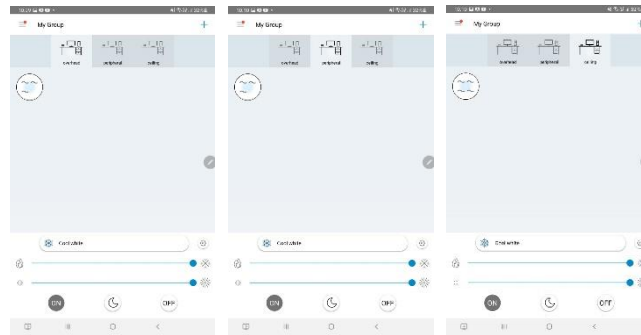 My Group
overhead peripheral ceiling
Cool white
ON OFF
My Group
overhead peripheral ceiling
Cool white
ON OFF
My Group
overhead peripheral ceiling
Cool white
ON OFF